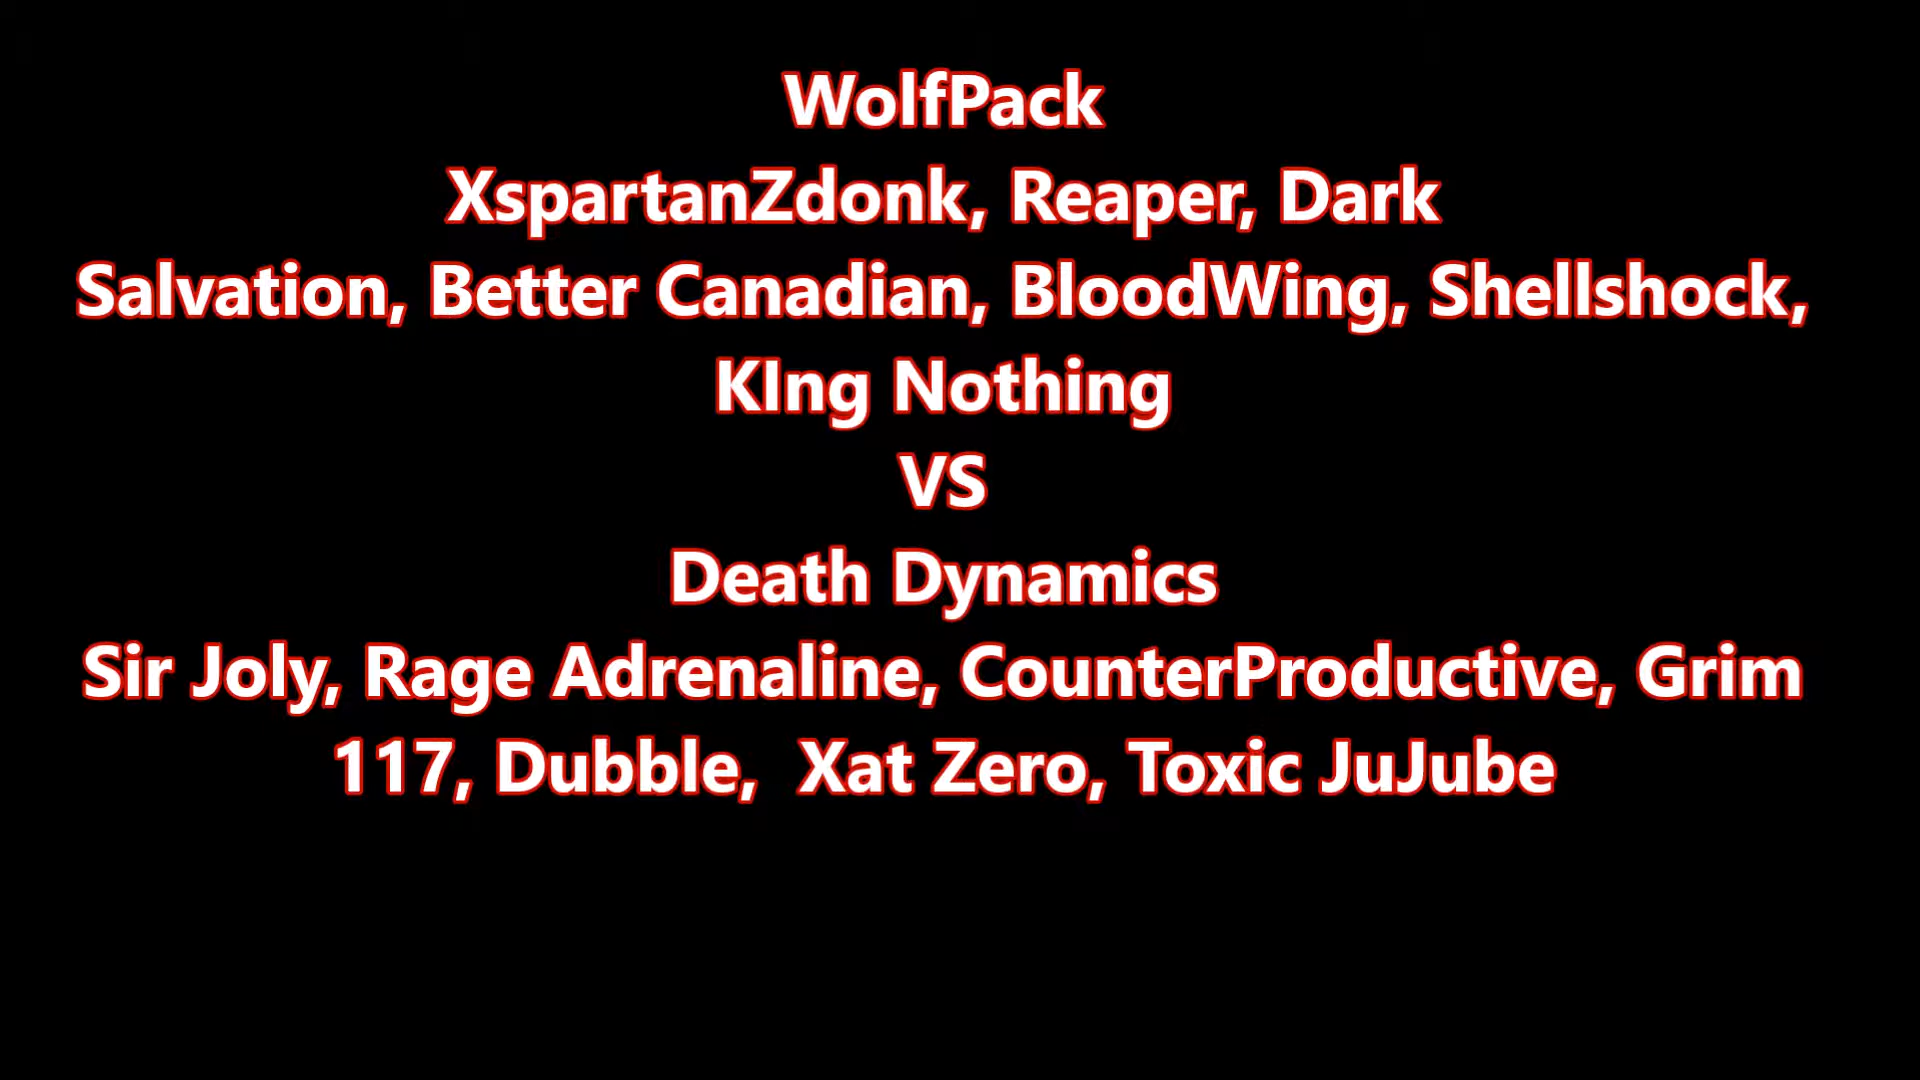 WolfPack
XspartanZdonk, Reaper, Dark
Salvation, Better Canadian, BloodWing, Shellshock,
KIng Nothing
VS
Death Dynamics
Sir Joly, Rage Adrenaline, CounterProductive, Grim
117, Dubble,  Xat Zero, Toxic JuJube